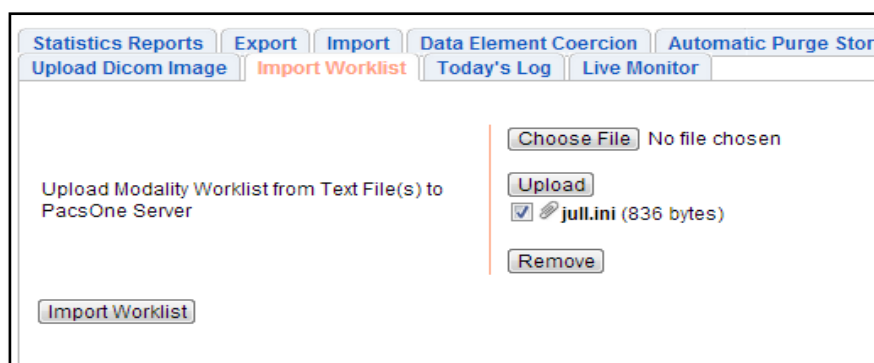 Statistics Reports Export Import Data Element Coercion Automatic Purge Stor
Upload Dicom Image Import Worklist Today's Log Live Monitor
Choose File No file chosen
Upload Modality Worklist from Text File(s) to
PacsOne Server
Upload
jull.ini (836 bytes)
Remove
Import Worklist